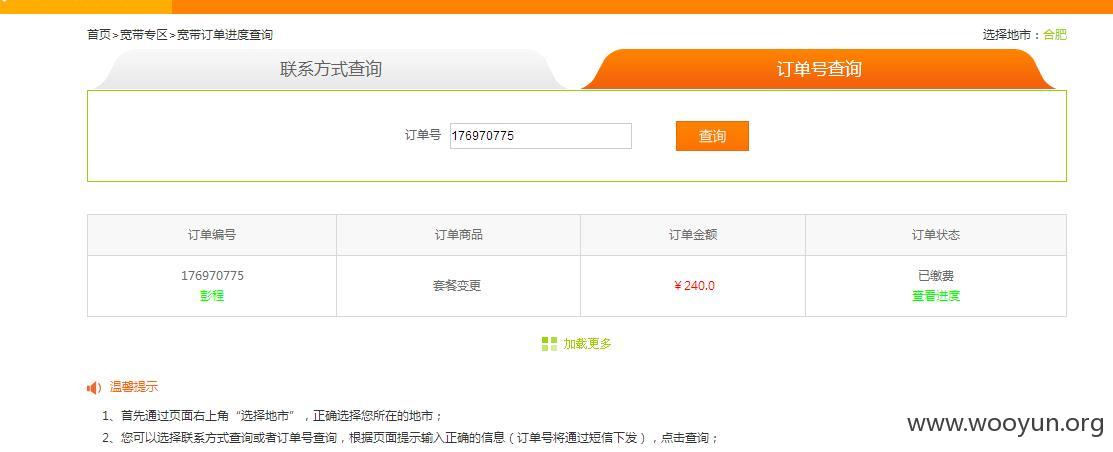 首页>宽带专区>宽带订单进度查询 选择地市：合肥
联系方式查询 订单号查询
订单号 176970775 查询
订单编号 订单商品 订单金额 订单状态
176970775 套餐变更 ￥240.0 已缴费
彭程 查看进度
加载更多
温馨提示
1、首先通过页面右上角“选择地市”，正确选择您所在的地市；
2、您可以选择联系方式查询或者订单号查询，根据页面提示输入正确的信息（订单号将通过短信下发），点击查询；
www.wooyun.org